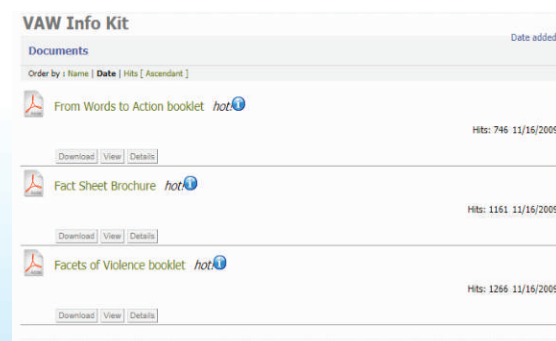 VAW Info Kit
Date added
Documents
Order by : Name | Date | Hits [ Ascendant ]
From Words to Action booklet hot!
Hits: 746 11/16/2009
Download View Details
Fact Sheet Brochure hot!
Hits: 1161 11/16/2009
Download View Details
Facets of Violence booklet hot!
Hits: 1266 11/16/2009
Download View Details